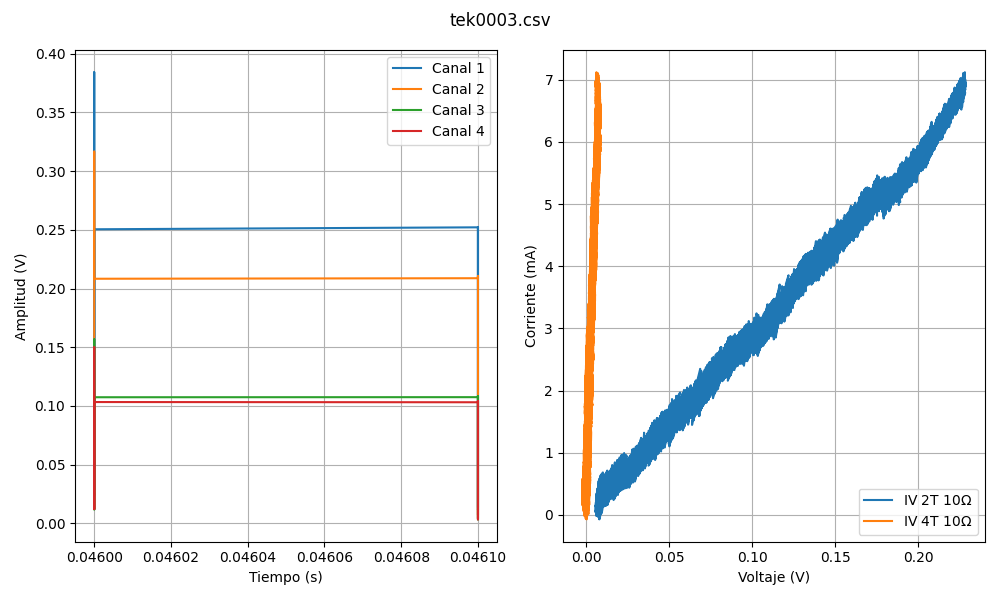 tek0003.csv
Amplitud (V)
0.40
0.35
0.30
0.25
0.20
0.15
0.10
0.05
0.00
Canal 1
Canal 2
Canal 3
Canal 4
0.04600 0.04602 0.04604 0.04606 0.04608 0.04610
Tiempo (s)
Corriente (mA)
7
6
5
4
3
2
1
0
IV 2T 10Ω
IV 4T 10Ω
0.00 0.05 0.10 0.15 0.20
Voltaje (V)